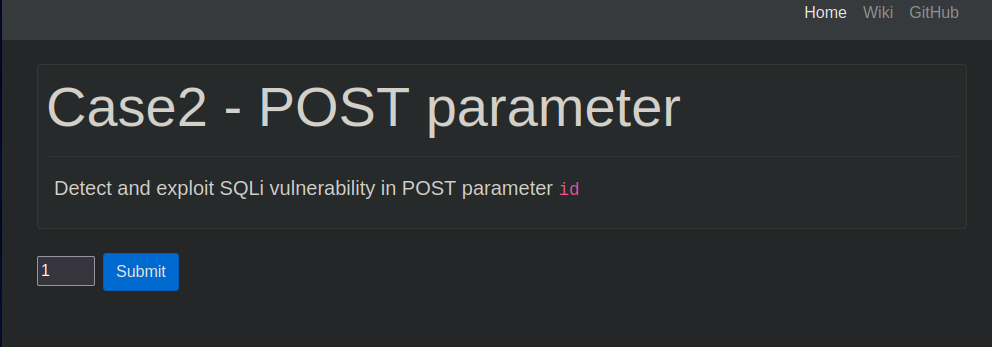 Home Wiki GitHub
Case2 - POST parameter
Detect and exploit SQLi vulnerability in POST parameter id
1 Submit